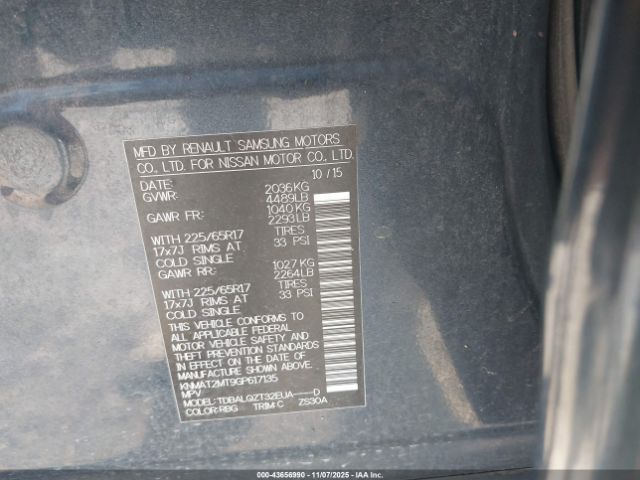 MFD BY RENAULT SAMSUNG MOTORS
CO., LTD. FOR NISSAN MOTOR CO., LTD.
DATE: 10 / 15
GVWR: 2036KG
4489LB
GAWR FR: 1040KG
2293LB
WITH 225/65R17 TIRES
17x7J RIMS AT 33 PSI
COLD SINGLE
GAWR RR: 1027 KG
2264LB
WITH 225/65R17 TIRES
17x7J RIMS AT 33 PSI
COLD SINGLE
THIS VEHICLE CONFORMS TO
ALL APPLICABLE FEDERAL
MOTOR VEHICLE SAFETY AND
THEFT PREVENTION STANDARDS
IN EFFECT ON THE DATE OF
MANUFACTURE SHOWN ABOVE.
KNMAT2MT9GP617135
MPV
MODEL: TDBALQZT32EUA-----D
COLOR: RBG TRIM: C ZS30A
000-43656990 - 11/07/2025 - IAAI.COM